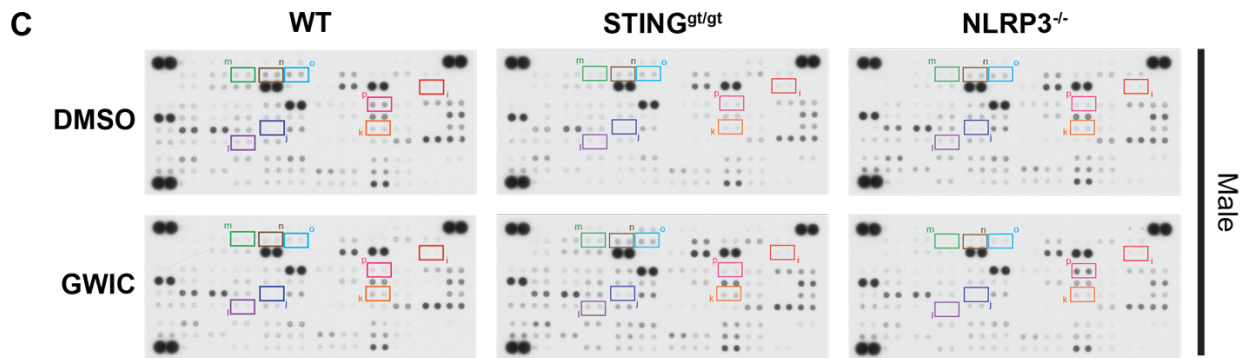 C
WT
STINGgt/gt
NLRP3-/-
DMSO
m n o
p i
k
l j
m n o
p i
k
l j
m n o
p i
k
l j
GWIC
m n o
p i
k
l j
m n o
p i
k
l j
m n o
p i
k
l j
Male